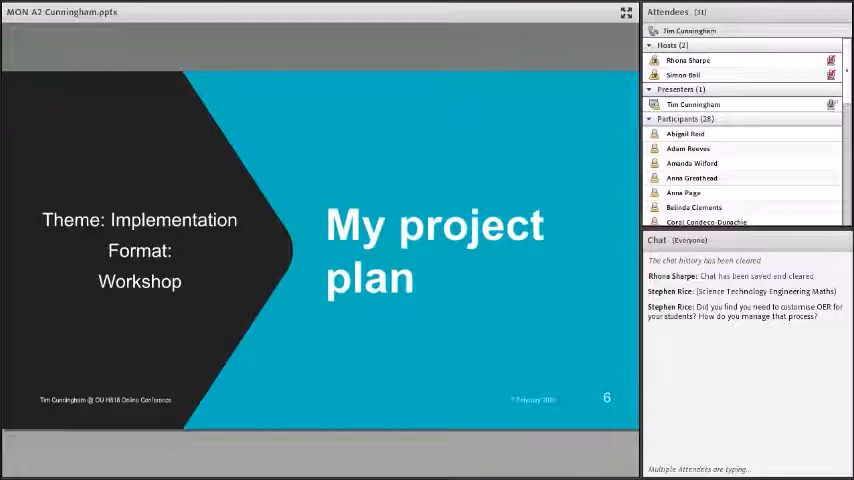 MON A2 Cunningham.pptx
Theme: Implementation
Format:
Workshop
My project
plan
Tim Cunningham @ OU H818 Online Conference
February
6
Attendees (31)
Tim Cunningham
Hosts (2)
Rhona Sharpe
Simon Ball
Presenters (1)
Tim Cunningham
Participants (28)
Abigail Reid
Adam Reeves
Amanda Wilford
Anna Greathead
Anna Page
Belinda Clements
Carol Condeco-Dunachie
Chat (Everyone)
The chat history has been cleared
Rhona Sharpe: Chat has been saved and cleared
Stephen Rice: (Science Technology Engineering Maths)
Stephen Rice: Did you find you need to customise OER for
your students? How do you manage that process?
Multiple Attendees are typing...